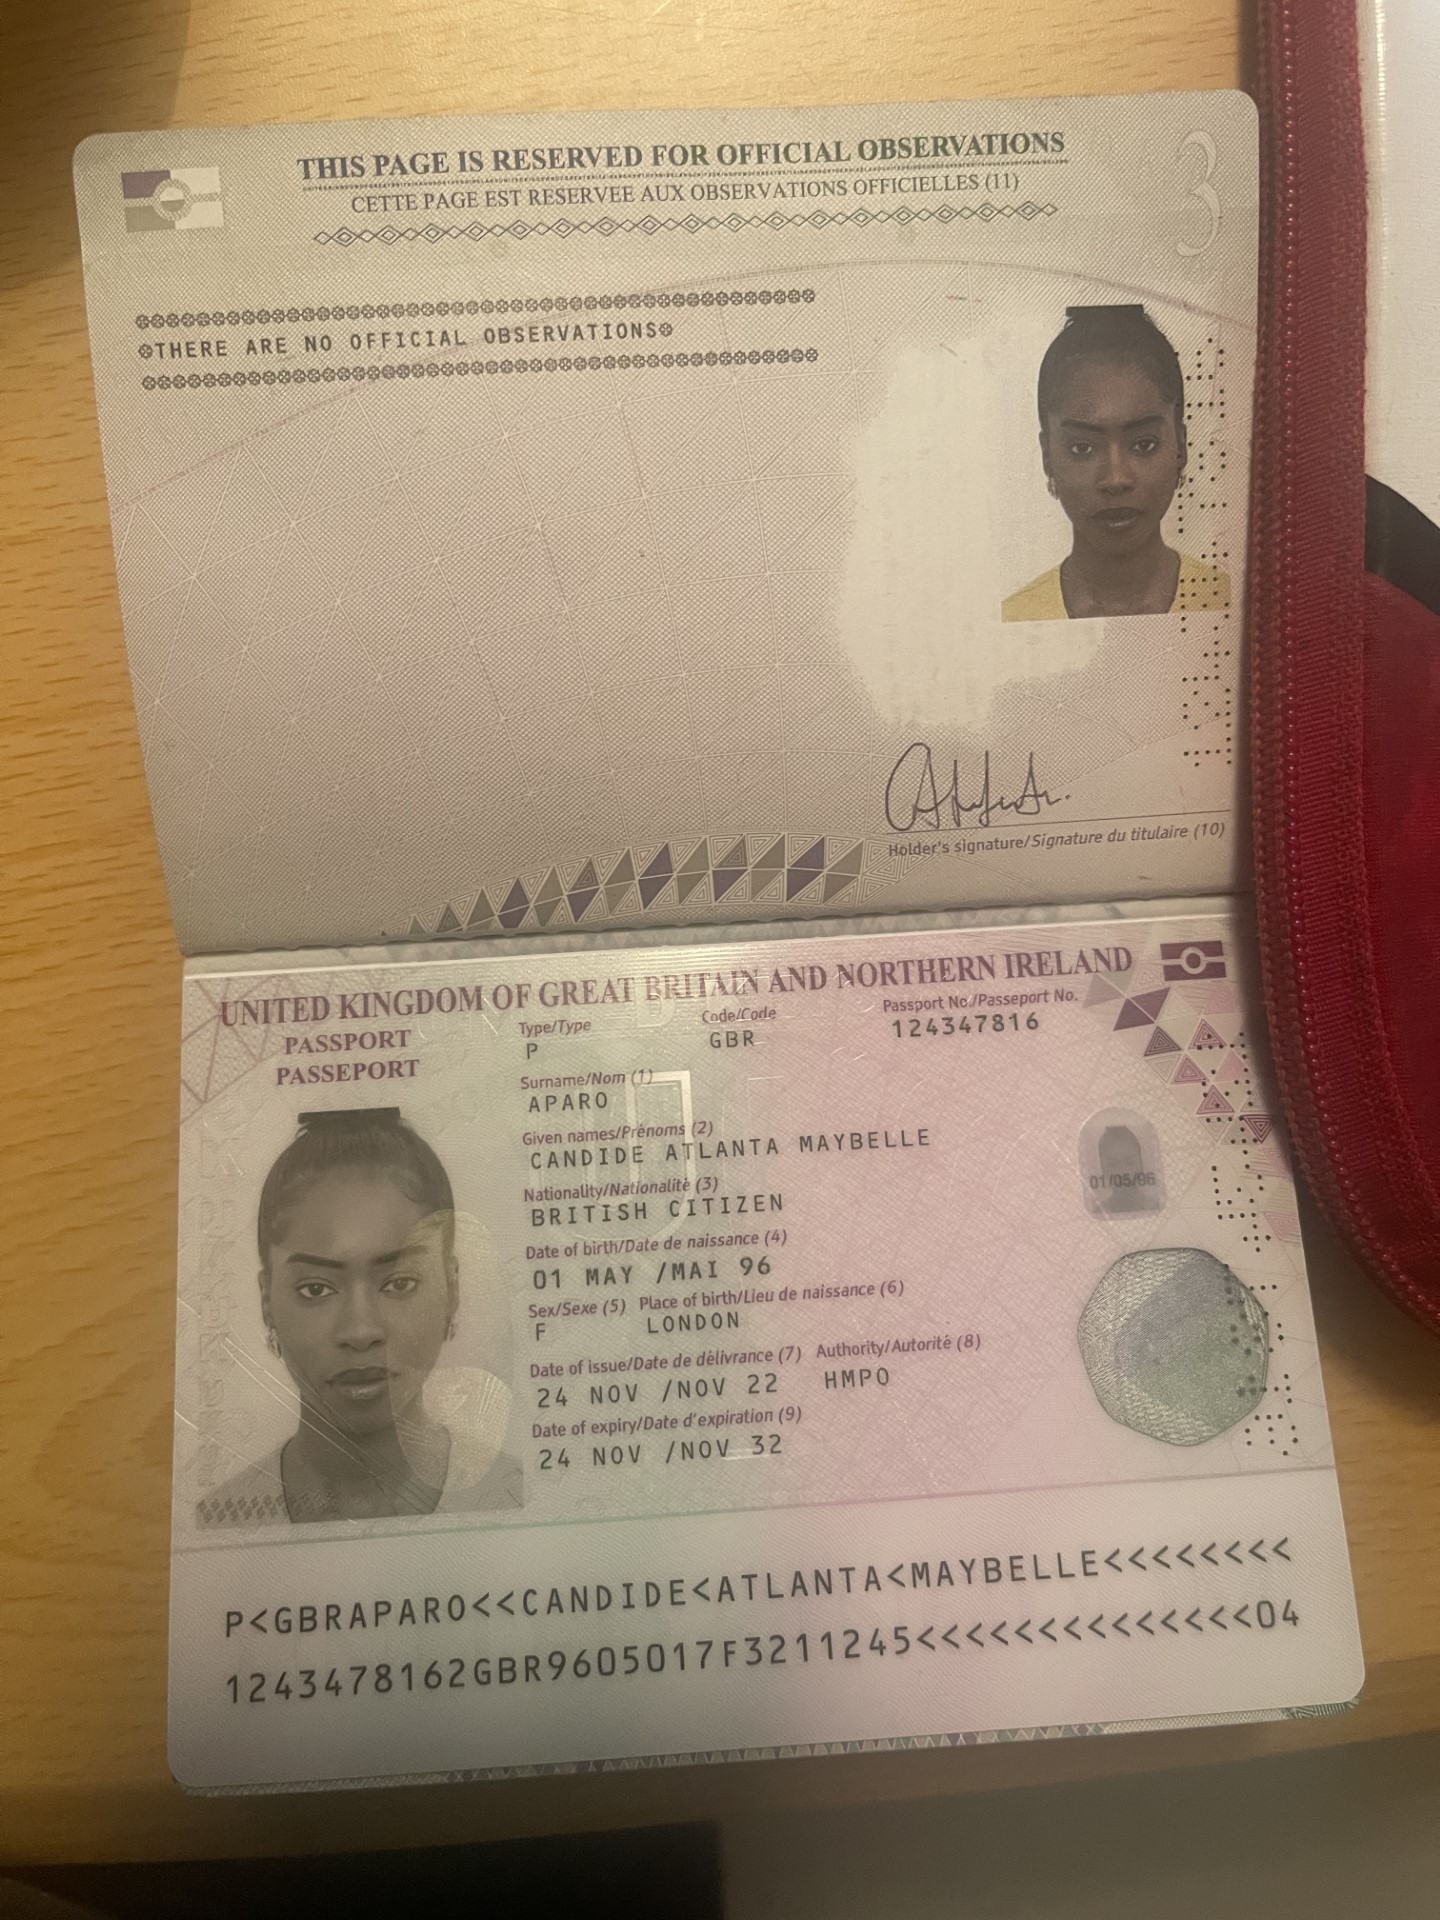 THIS PAGE IS RESERVED FOR OFFICIAL OBSERVATIONS
CETTE PAGE EST RESERVEE AUX OBSERVATIONS OFFICIELLES (11)
3
THERE ARE NO OFFICIAL OBSERVATIONS
Holder's signature/Signature du titulaire (10)
UNITED KINGDOM OF GREAT BRITAIN AND NORTHERN IRELAND
PASSPORT
PASSEPORT
Type/Type
P
Code/Code
GBR
Passport No./Passeport No.
124347816
Surname/Nom (1)
APARO
Given names/Prénoms (2)
CANDIDE ATLANTA MAYBELLE
Nationality/Nationalité (3)
BRITISH CITIZEN
Date of birth/Date de naissance (4)
01 MAY /MAI 96
01/05/96
Sex/Sexe (5) Place of birth/Lieu de naissance (6)
F LONDON
Date of issue/Date de délivrance (7) Authority/Autorité (8)
24 NOV /NOV 22 HMPO
Date of expiry/Date d'expiration (9)
24 NOV /NOV 32
P<GBRAPARO<<CANDIDE<ATLANTA<MAYBELLE<<<<<<<<
1243478162GBR9605017F3211245<<<<<<<<<<<<<<04